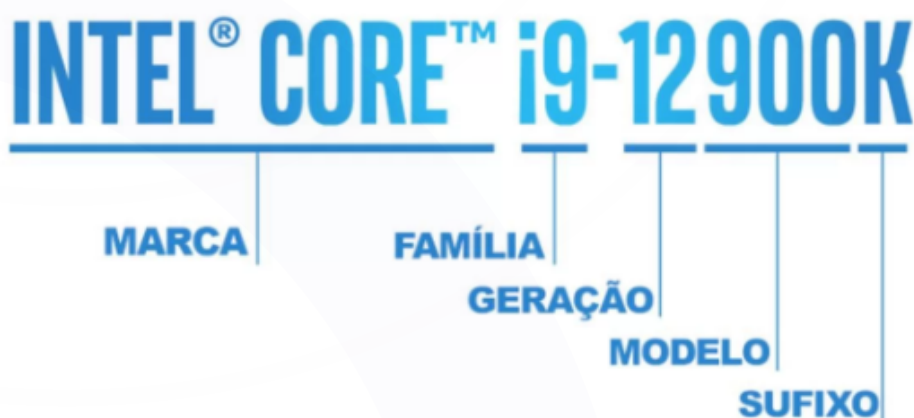 INTEL® CORE™ i9-12900K
MARCA
FAMÍLIA
GERAÇÃO
MODELO
SUFIXO